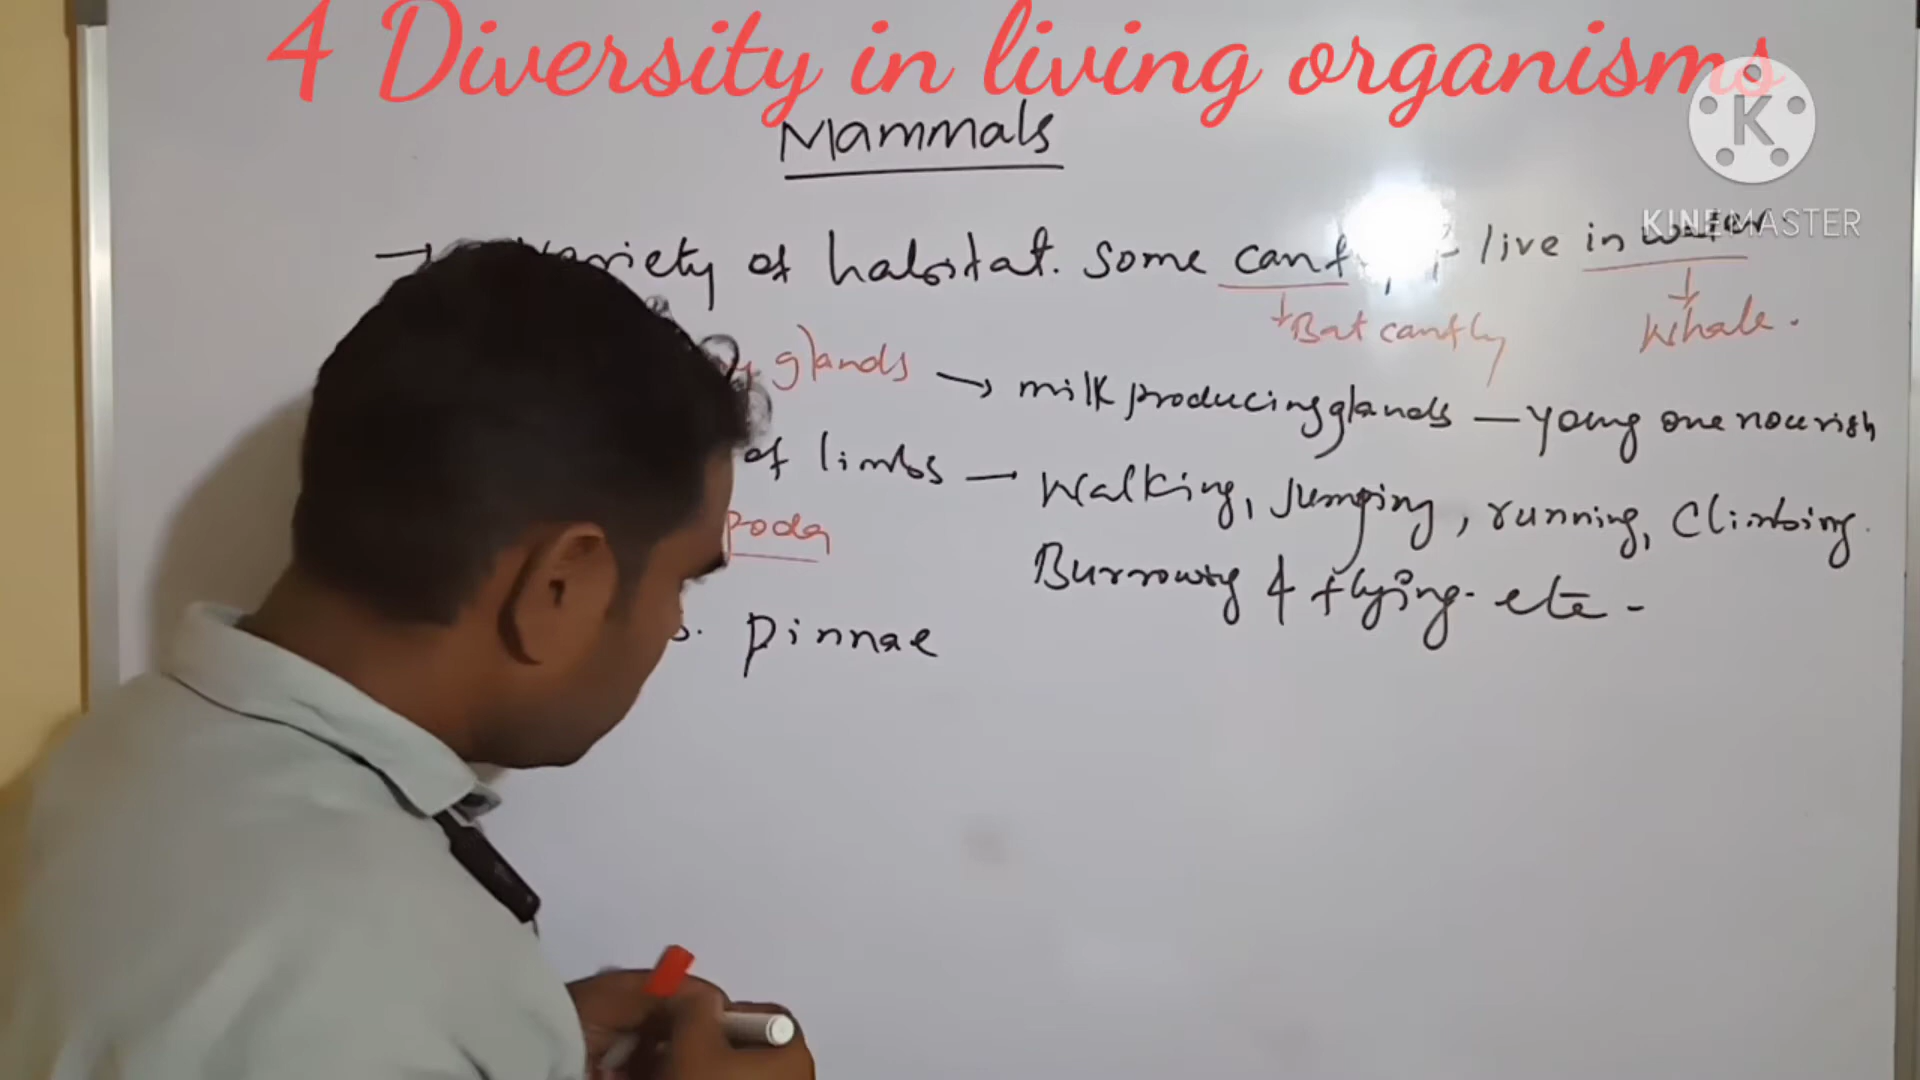 4 Diversity in living organisms
KINEMASTER
Mammals
→ variety of habitat. Some can f live in water
Bat can fly Whale.
glands → milk producing glands — young one nourish
of limbs — Walking, Jumping, running, Climbing.
poda Burrowing & flying. etc -
s. Pinnae